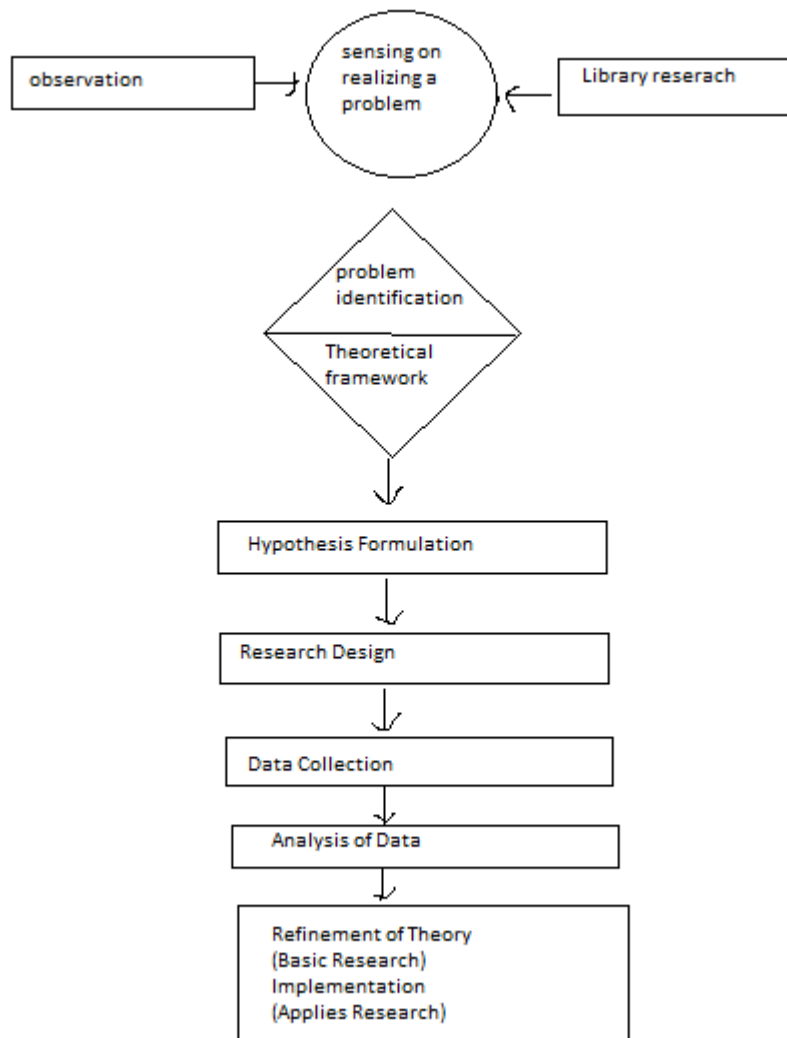 observation
sensing on
realizing a
problem
Library reserach
problem
identification
Theoretical
framework
Hypothesis Formulation
Research Design
Data Collection
Analysis of Data
Refinement of Theory
(Basic Research)
Implementation
(Applies Research)